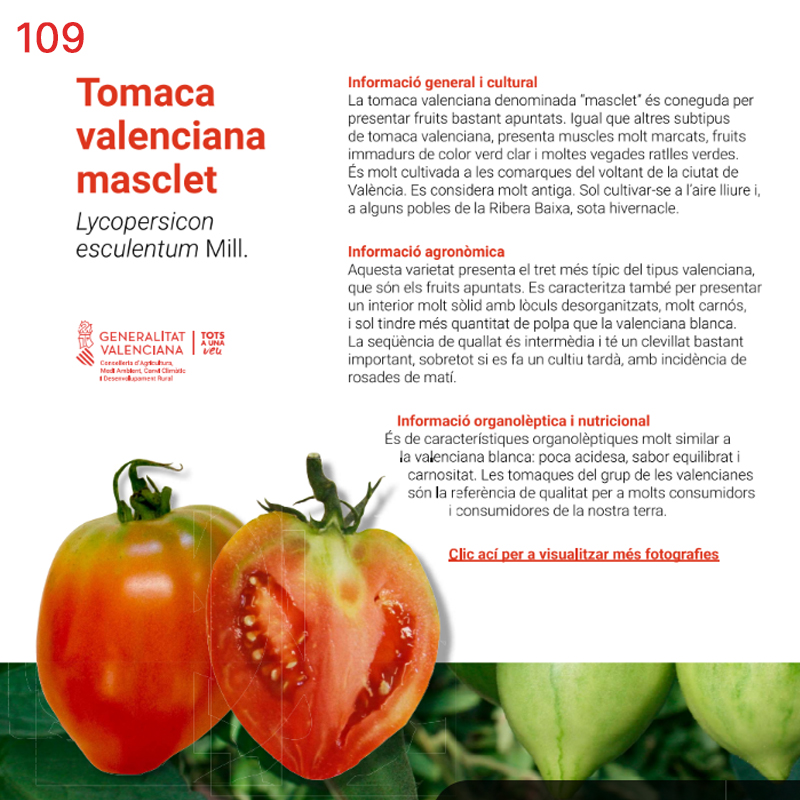 109
Tomaca
valenciana
masclet
Lycopersicon
esculentum Mill.
GENERALITAT
VALENCIANA
Conselleria d'Agricultura,
Medi Ambient, Canvi Climàtic
i Desenvolupament Rural
TOTS
A UNA
veu
Informació general i cultural
La tomaca valenciana denominada "masclet" és coneguda per
presentar fruits bastant apuntats. Igual que altres subtipus
de tomaca valenciana, presenta muscles molt marcats, fruits
immadurs de color verd clar i moltes vegades ratlles verdes.
És molt cultivada a les comarques del voltant de la ciutat de
València. Es considera molt antiga. Sol cultivar-se a l'aire lliure i,
a alguns pobles de la Ribera Baixa, sota hivernacle.
Informació agronòmica
Aquesta varietat presenta el tret més típic del tipus valenciana,
que són els fruits apuntats. Es caracteritza també per presentar
un interior molt sòlid amb lòculs desorganitzats, molt carnós,
i sol tindre més quantitat de polpa que la valenciana blanca.
La seqüència de quallat és intermèdia i té un clevillat bastant
important, sobretot si es fa un cultiu tardà, amb incidència de
rosades de matí.
Informació organolèptica i nutricional
És de característiques organolèptiques molt similar a
la valenciana blanca: poca acidesa, sabor equilibrat i
carnositat. Les tomaques del grup de les valencianes
són la referència de qualitat per a molts consumidors
i consumidores de la nostra terra.
Clic ací per a visualitzar més fotografies